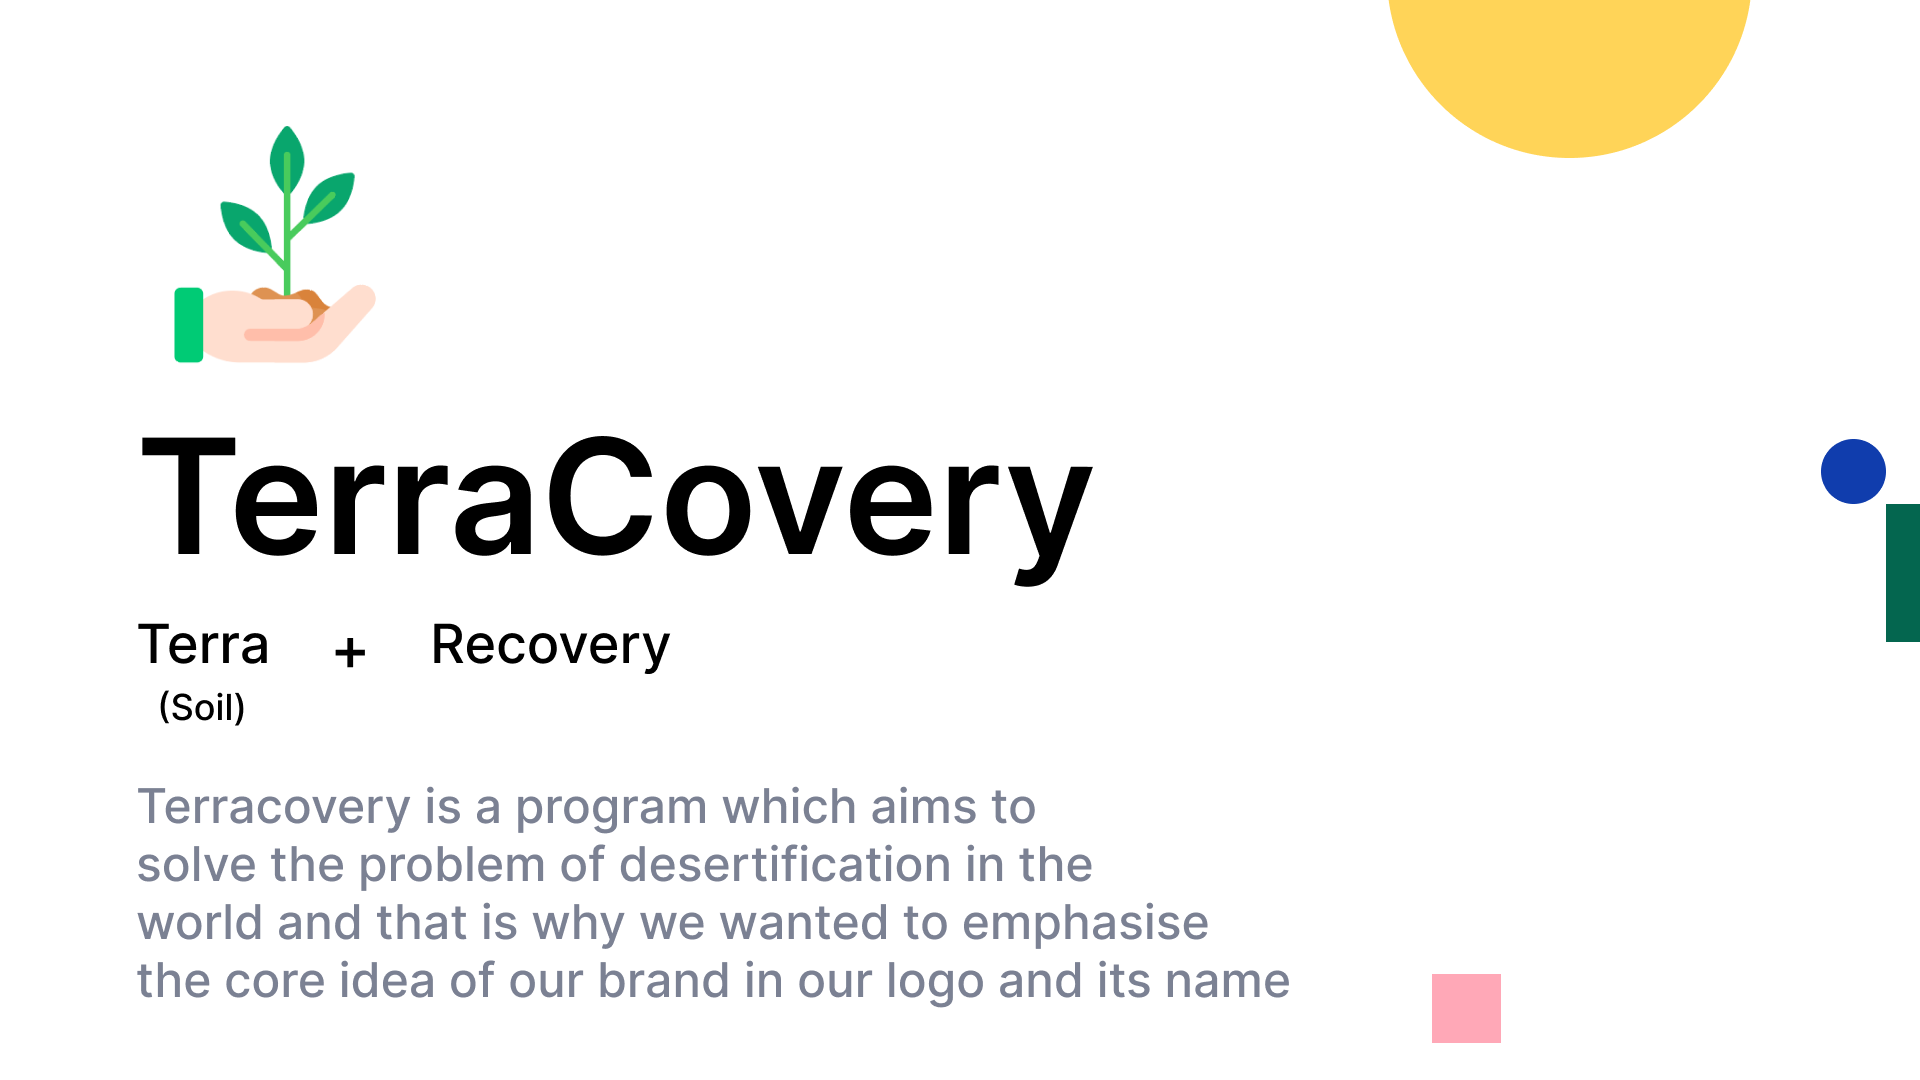 TerraCovery
Terra + Recovery
(Soil)
Terracovery is a program which aims to
solve the problem of desertification in the
world and that is why we wanted to emphasise
the core idea of our brand in our logo and its name